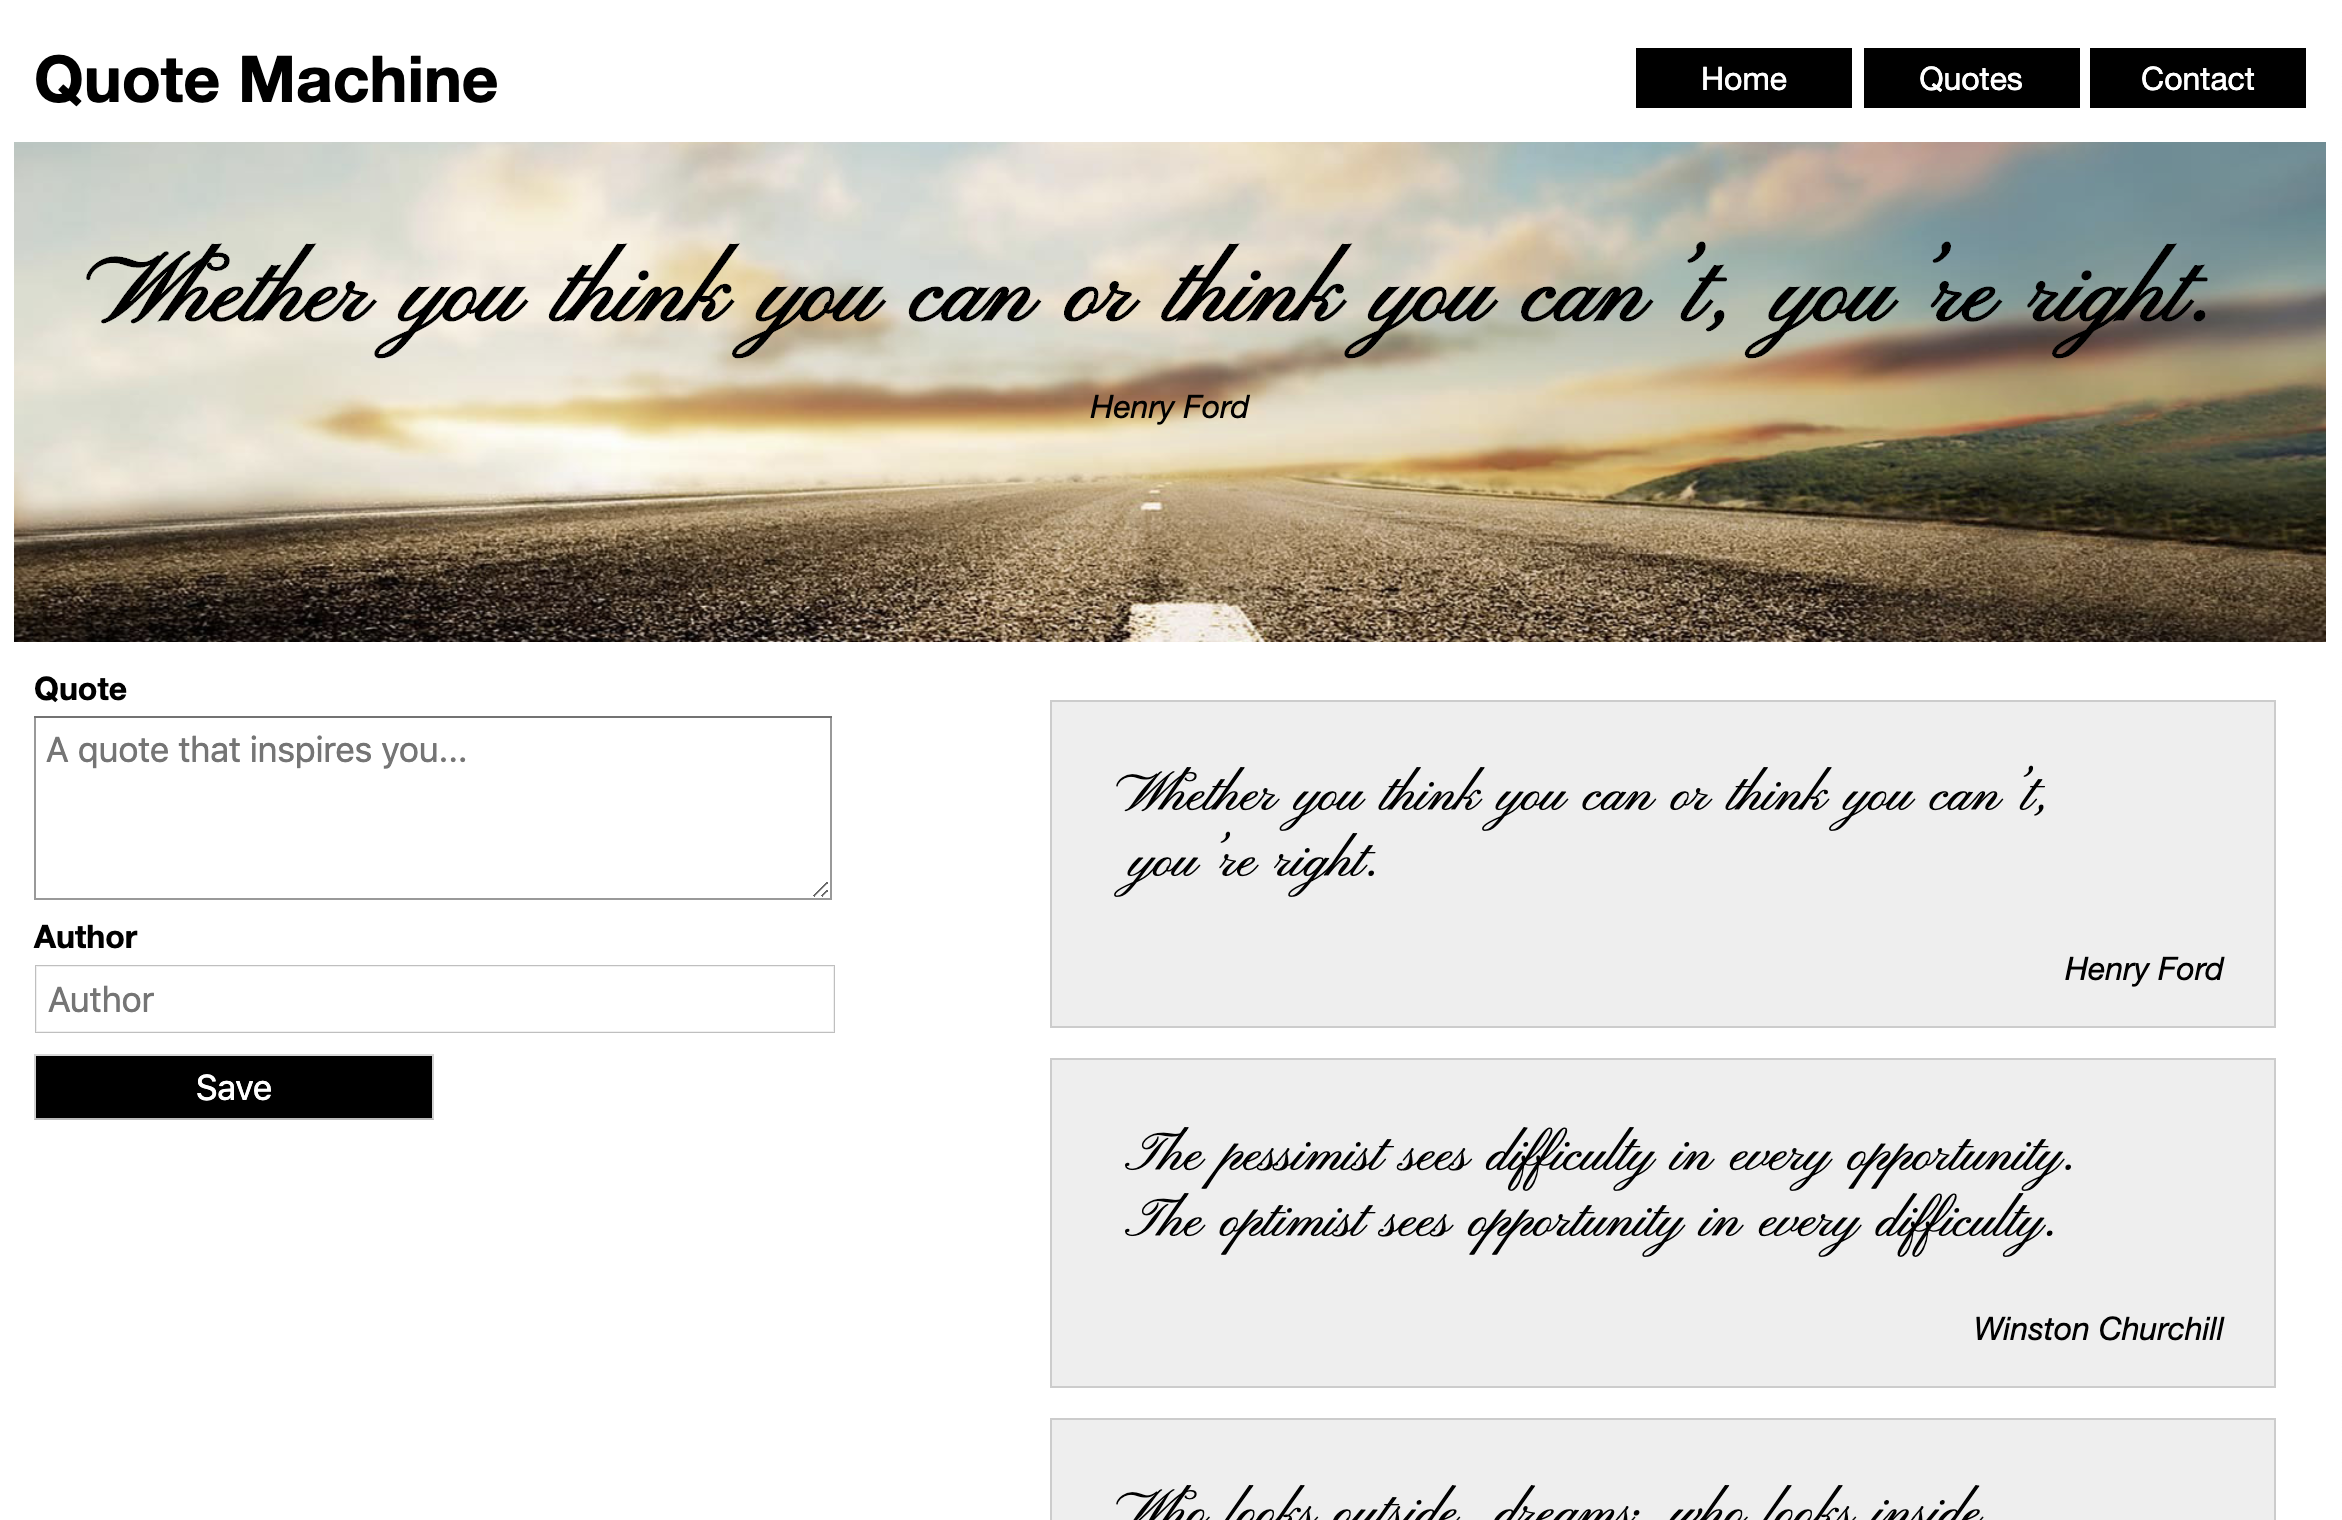 Quote Machine
Home
Quotes
Contact
Whether you think you can or think you can't, you're right.
Henry Ford
Quote
A quote that inspires you...
Author
Author
Save
Whether you think you can or think you can't,
you're right.
Henry Ford
The pessimist sees difficulty in every opportunity.
The optimist sees opportunity in every difficulty.
Winston Churchill
Who looks outside, dreams; who looks inside